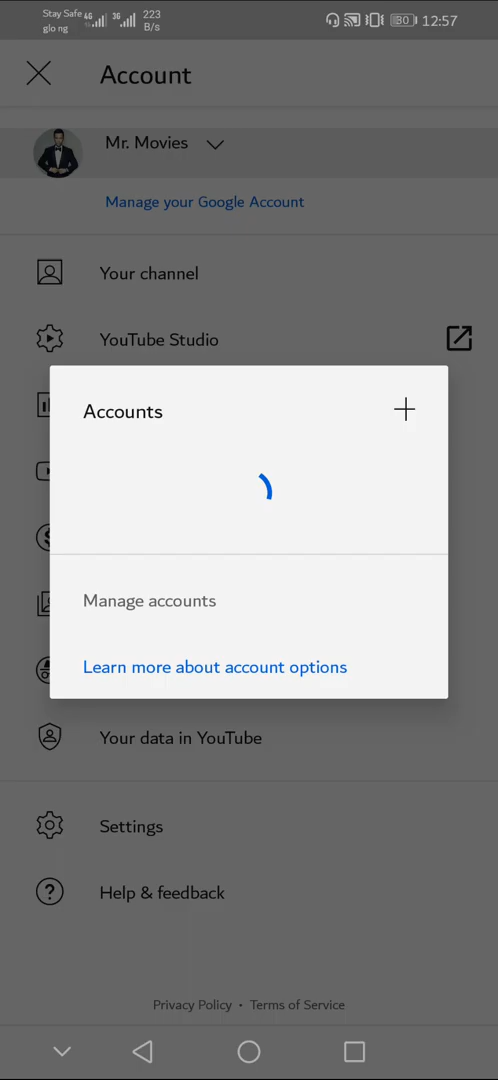 Stay Safe 4G 3G 223
glo ng B/s
80 12:57
Account
Mr. Movies
Manage your Google Account
Your channel
YouTube Studio
Accounts
Manage accounts
Learn more about account options
Your data in YouTube
Settings
Help & feedback
Privacy Policy • Terms of Service